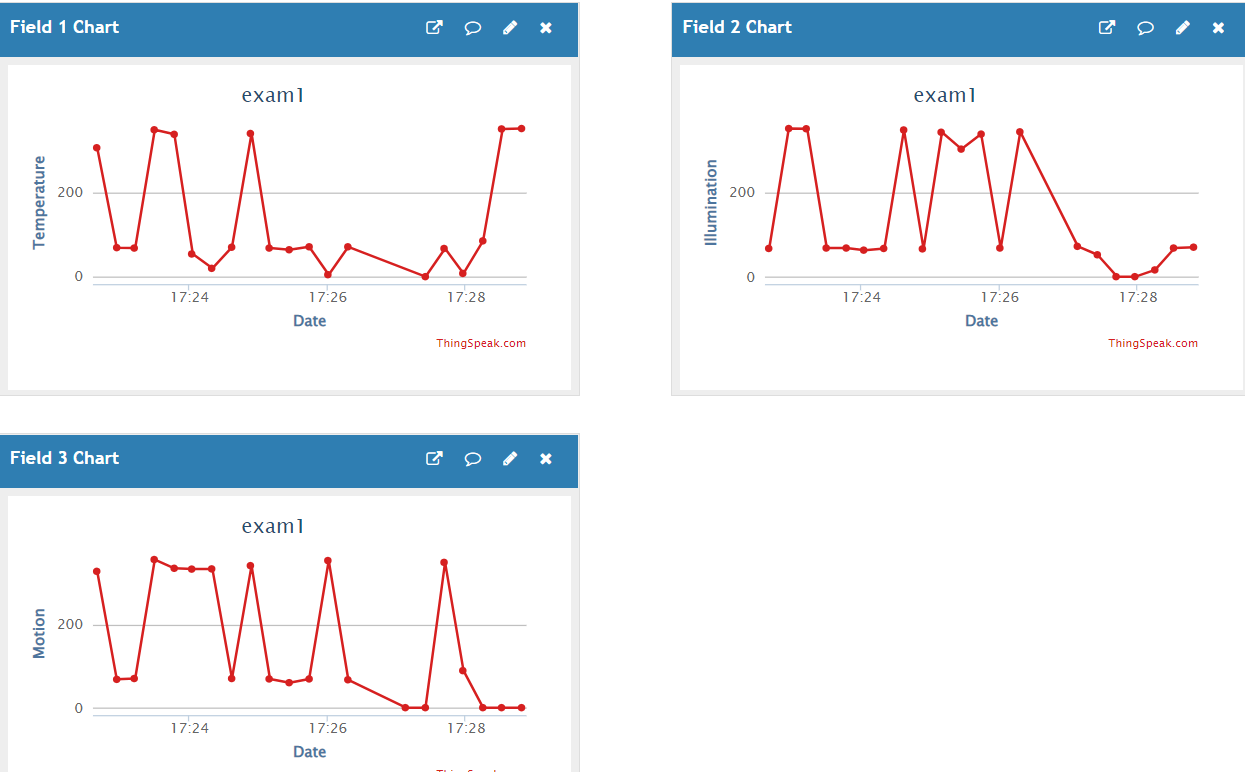 Field 1 Chart
exam1
Temperature
200
0
17:24 17:26 17:28
Date
ThingSpeak.com
Field 2 Chart
exam1
Illumination
200
0
17:24 17:26 17:28
Date
ThingSpeak.com
Field 3 Chart
exam1
Motion
200
0
17:24 17:26 17:28
Date